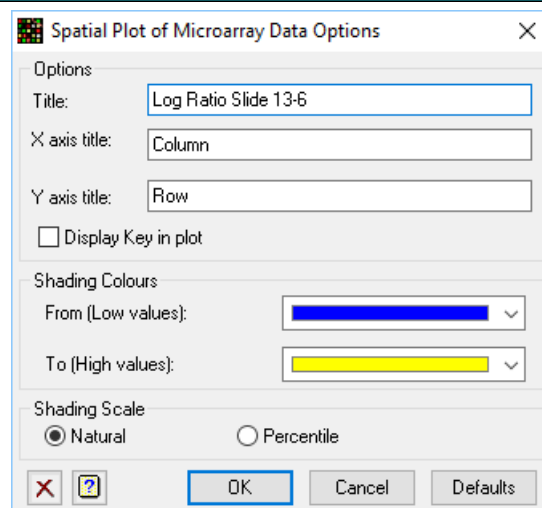 Spatial Plot of Microarray Data Options
Options
Title: Log Ratio Slide 13-6
X axis title: Column
Y axis title: Row
Display Key in plot
Shading Colours
From (Low values):
To (High values):
Shading Scale
Natural Percentile
? OK Cancel Defaults